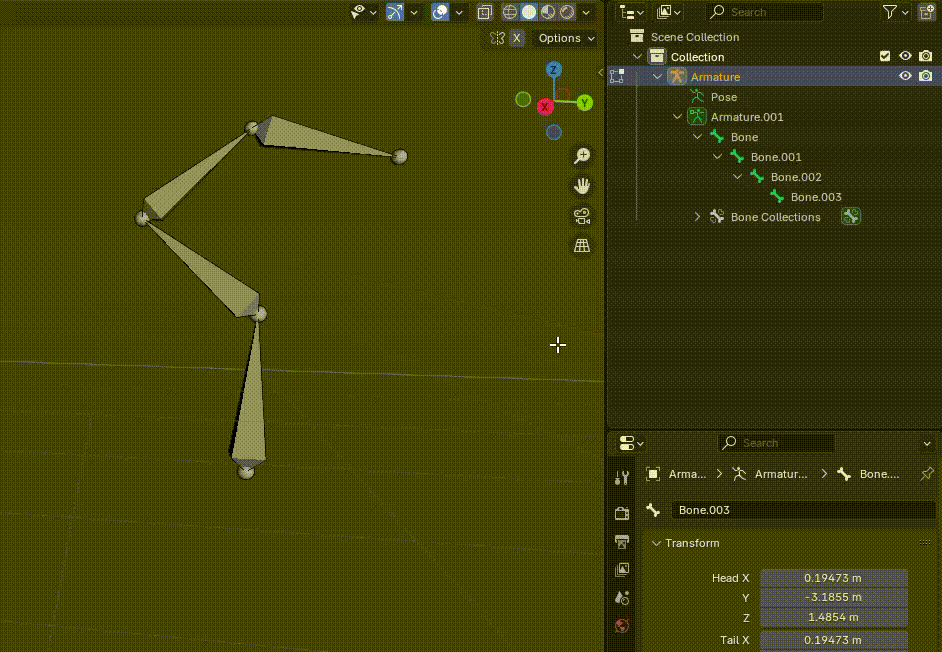 Search
X Options
Scene Collection
Collection
Armature
Pose
Armature.001
Bone
Bone.001
Bone.002
Bone.003
Bone Collections
Z
X
Y
Search
Arma... Armatur... Bone....
Bone.003
Transform
Head X 0.19473 m
Y -3.1855 m
Z 1.4854 m
Tail X 0.19473 m